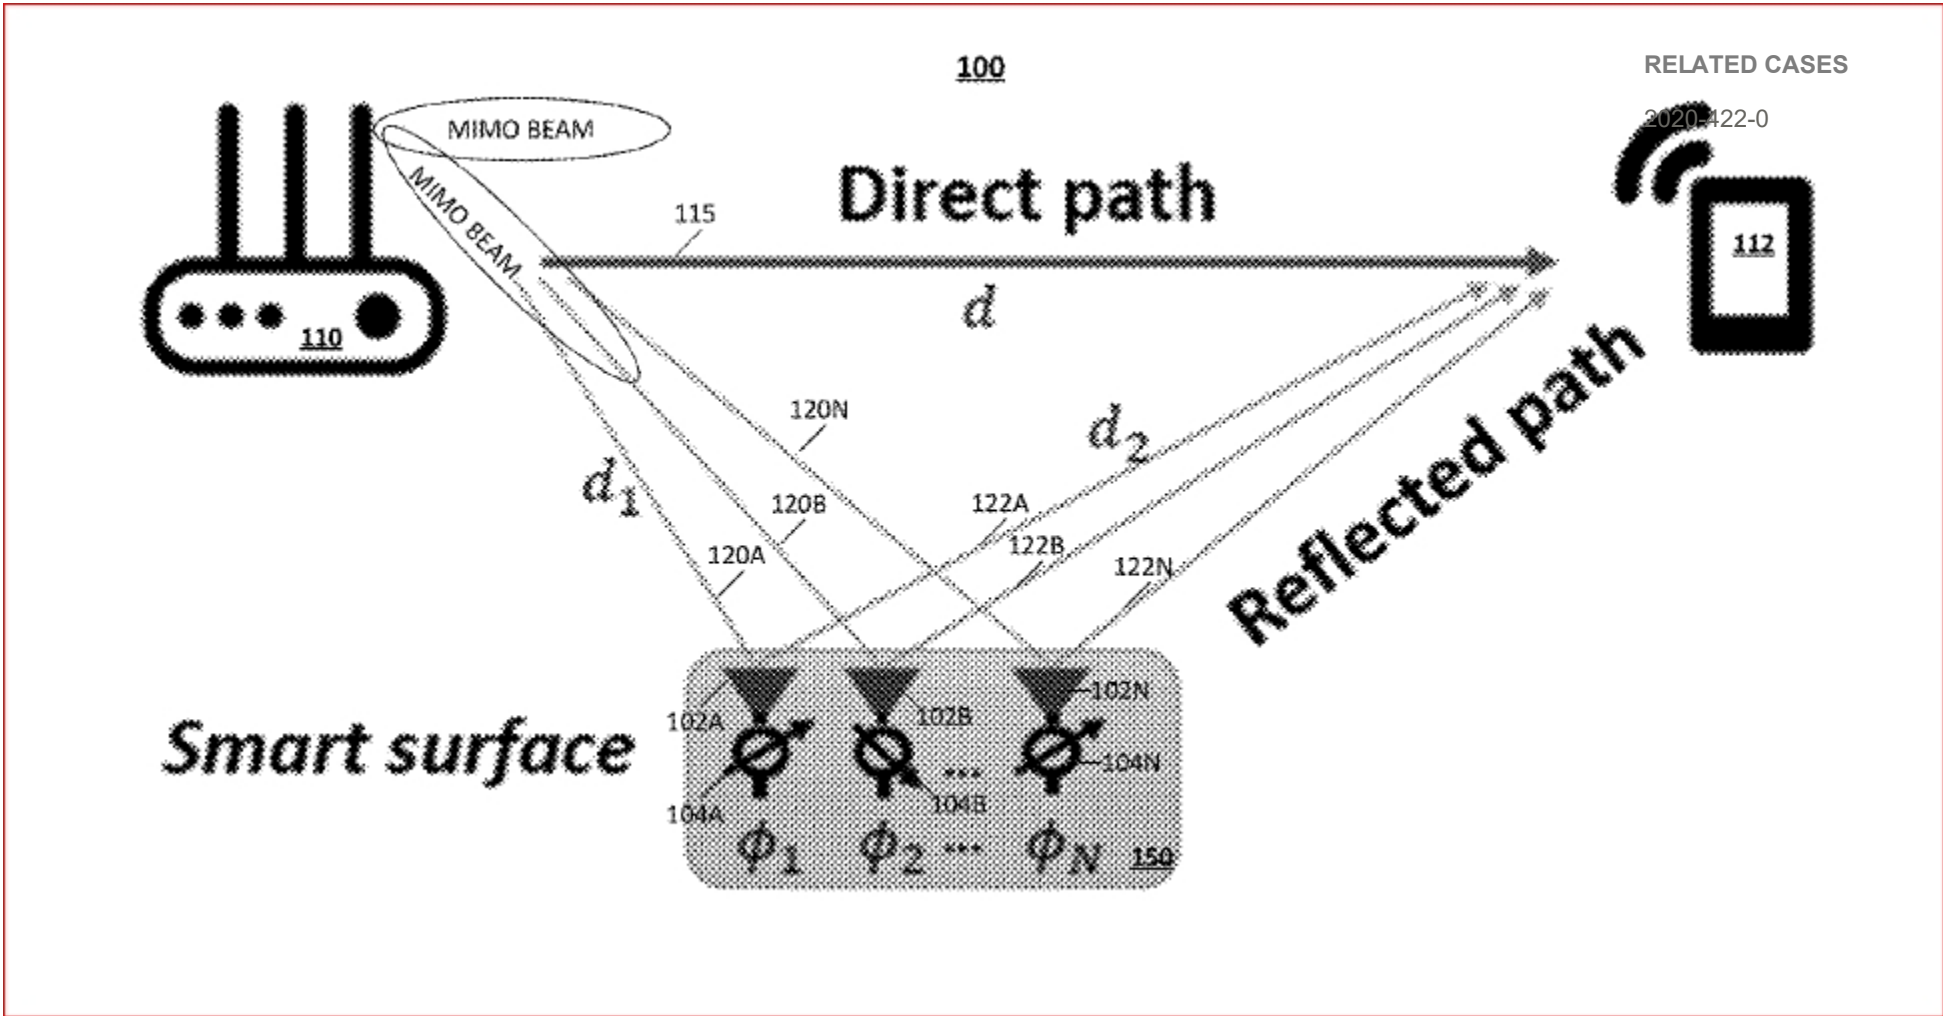 100
RELATED CASES
2020-422-0
MIMO BEAM
MIMO BEAM
Direct path
115
112
d
110
120N
d2
d1
120B
122A
122B
120A
122N
Reflected path
102A
102B
102N
Smart surface
104A
104B
...
104N
ϕ1
ϕ2
...
ϕN
150